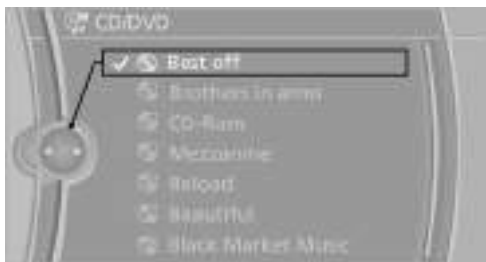 CD/DVD
Best off
Brothers in arms
CD-Rom
Mezzanine
Reload
Beautiful
Black Market Music